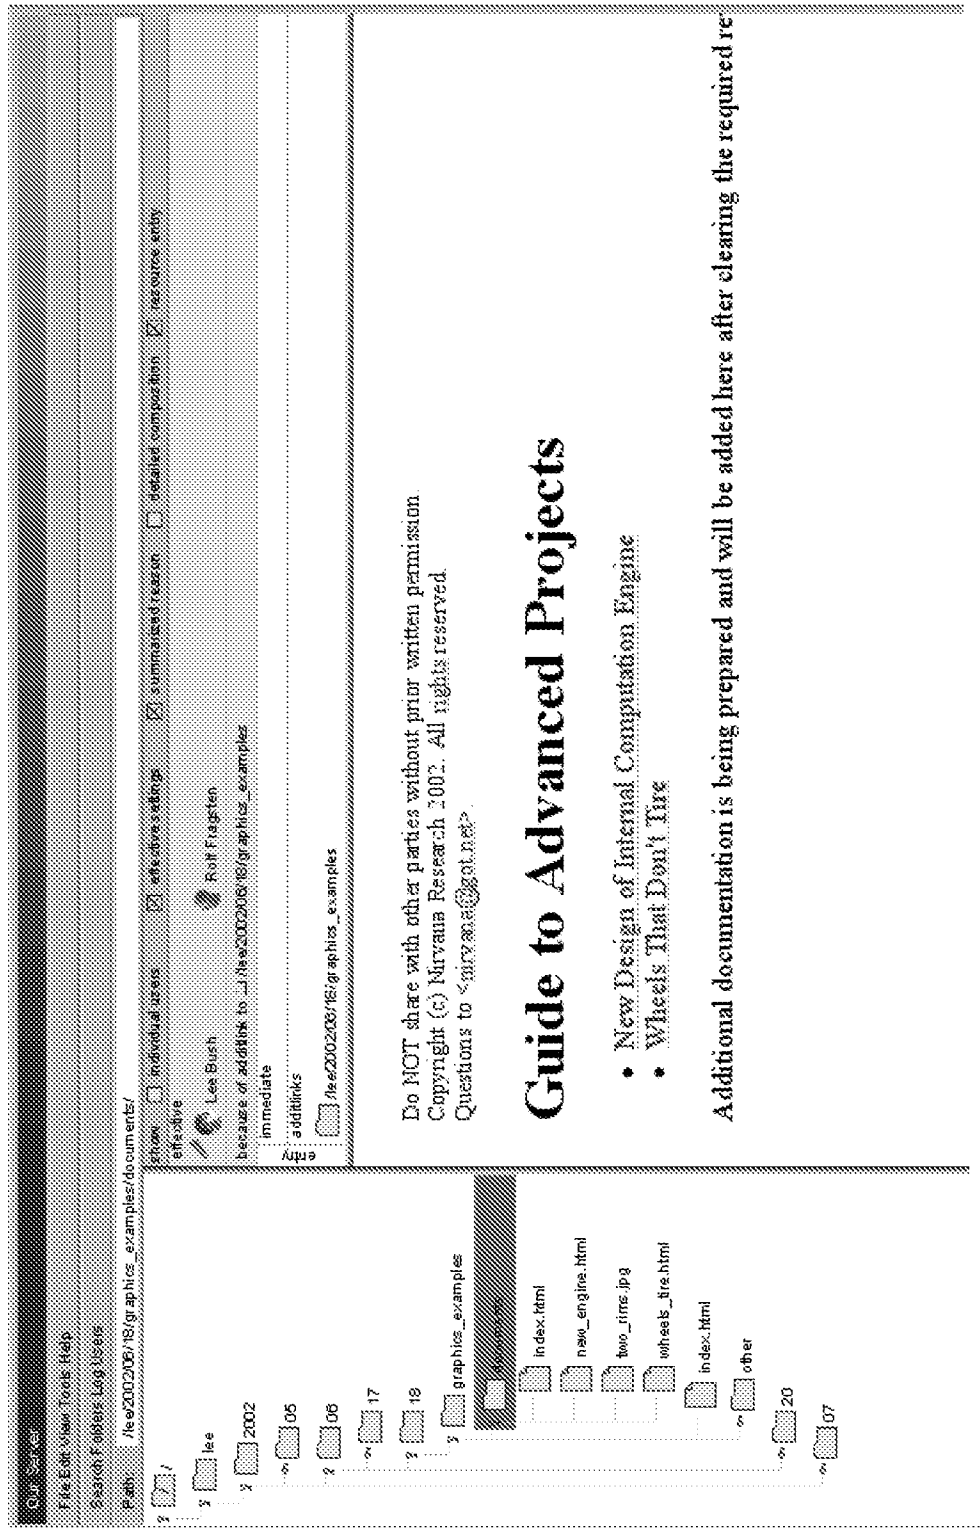 File Edit View Tools Help
Search Folders Log Users
Path /lee/2002/06/18/graphics_examples/documents/
show individual users effective settings summarized reason detailed composition resource entry
effective
Lee Bush Rolf Fragsten
because of additlink to /lee/2002/06/18/graphics_examples
immediate
entry
additlinks
/lee/2002/06/18/graphics_examples
/
lee
2002
05
06
17
18
graphics_examples
index.html
new_engine.html
two_rims.jpg
wheels_tire.html
index.html
other
20
07
Do NOT share with other parties without prior written permission.
Copyright (c) Nirvana Research 2002. All rights reserved.
Questions to <nirvana@got.net>.
Guide to Advanced Projects
• New Design of Internal Computation Engine
• Wheels That Don't Tire
Additional documentation is being prepared and will be added here after clearing the required re